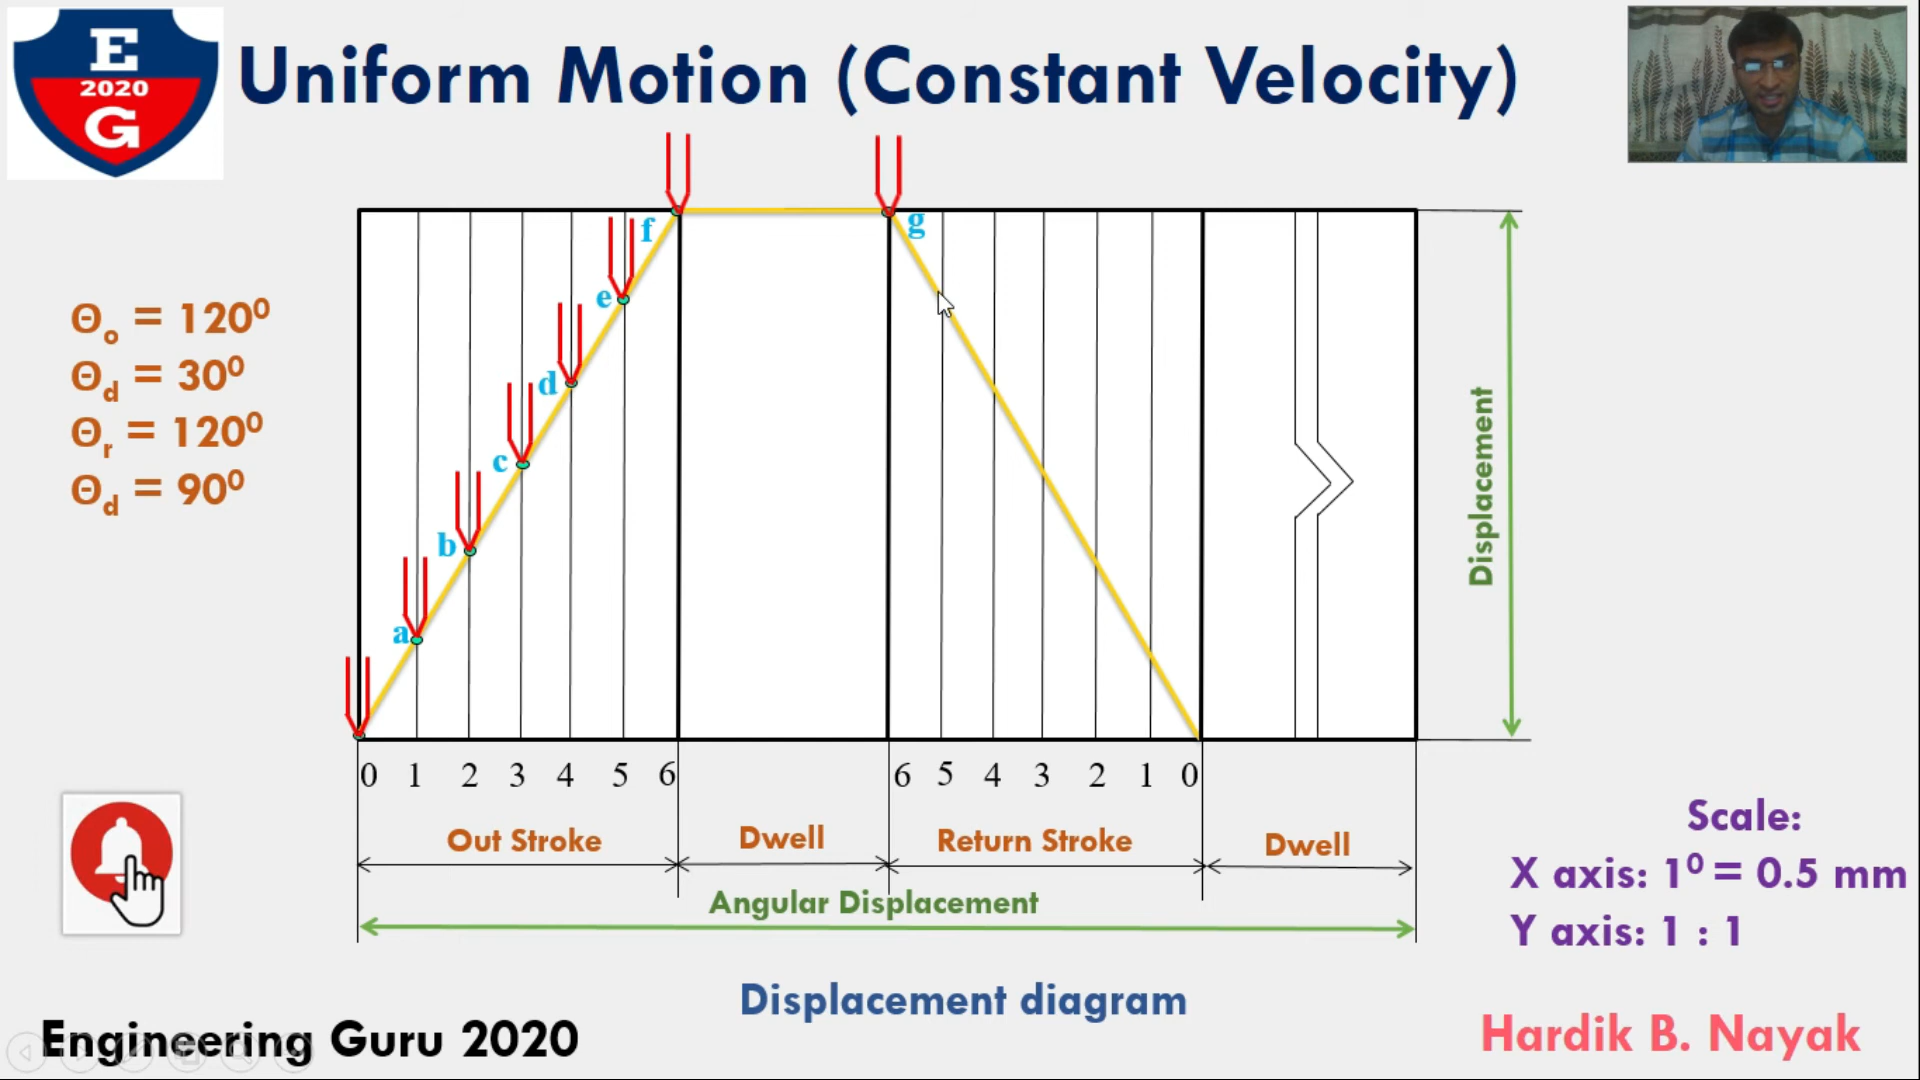 E
2020
G
Uniform Motion (Constant Velocity)
f
g
e
d
c
b
a
Θo = 120⁰
Θd = 30⁰
Θr = 120⁰
Θd = 90⁰
Displacement
0 1 2 3 4 5 6 6 5 4 3 2 1 0
Out Stroke Dwell Return Stroke Dwell
Angular Displacement
Scale:
X axis: 1⁰ = 0.5 mm
Y axis: 1 : 1
Displacement diagram
Engineering Guru 2020
Hardik B. Nayak